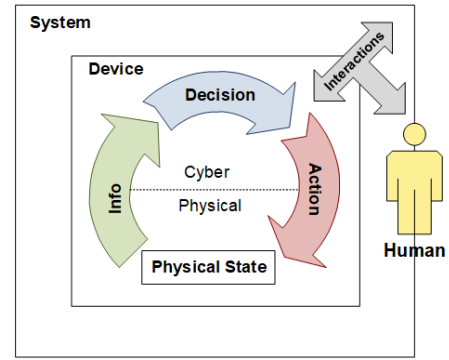 System
Device
Interactions
Decision
Info
Cyber
Physical
Action
Physical State
Human